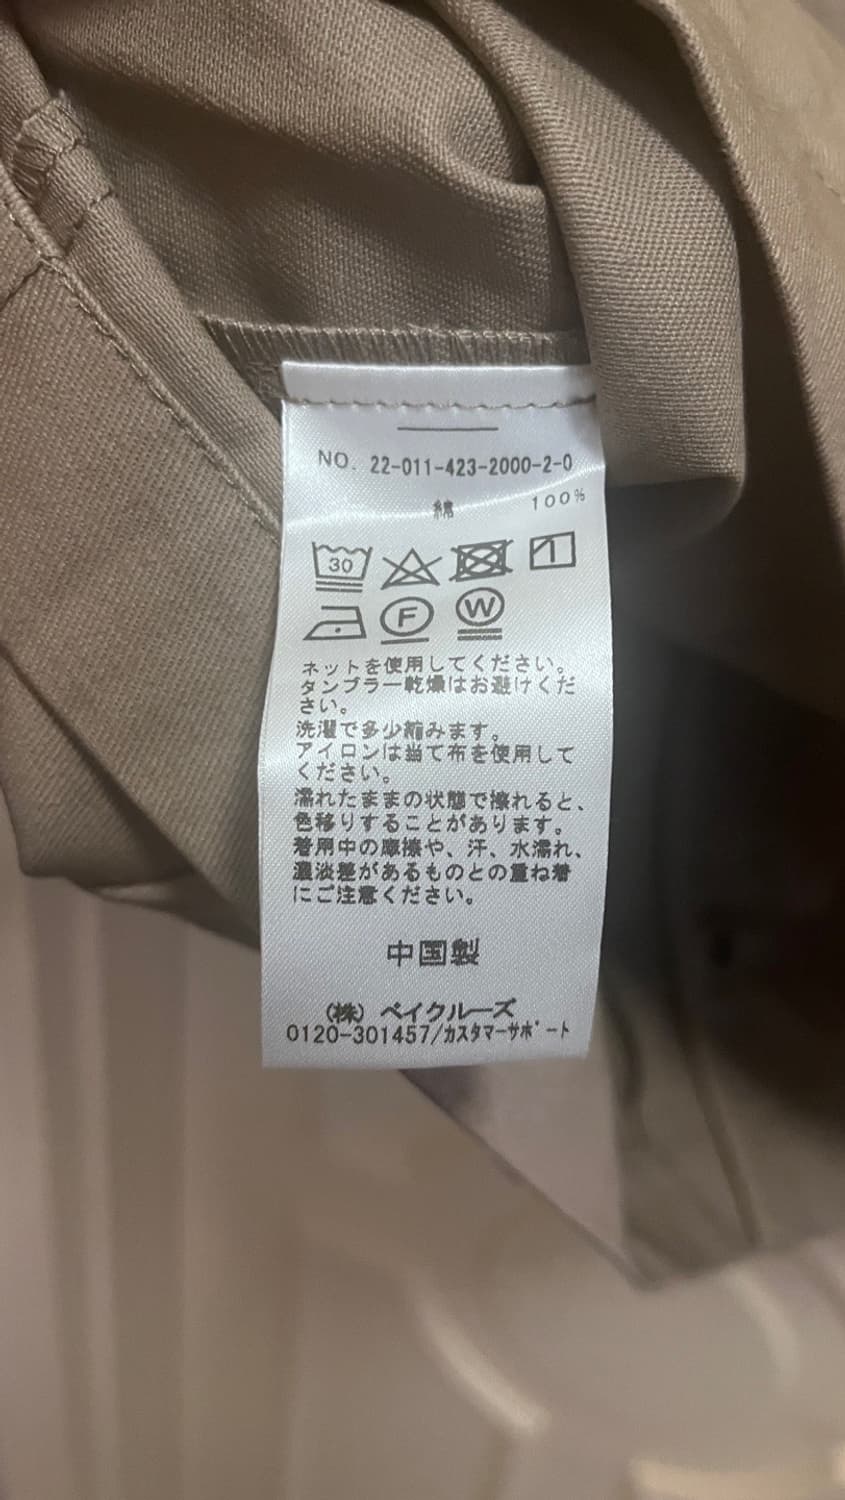 NO. 22-011-423-2000-2-0
綿 100%
30
F W
ネットを使用してください。
タンブラー乾燥はお避けくだ
さい。
洗濯で多少縮みます。
アイロンは当て布を使用して
ください。
濡れたままの状態で擦れると、
色移りすることがあります。
着用中の摩擦や、汗、水濡れ、
濃淡差があるものとの重ね着
にご注意ください。
中国製
(株) ベイクルーズ
0120-301457/カスタマーサポート